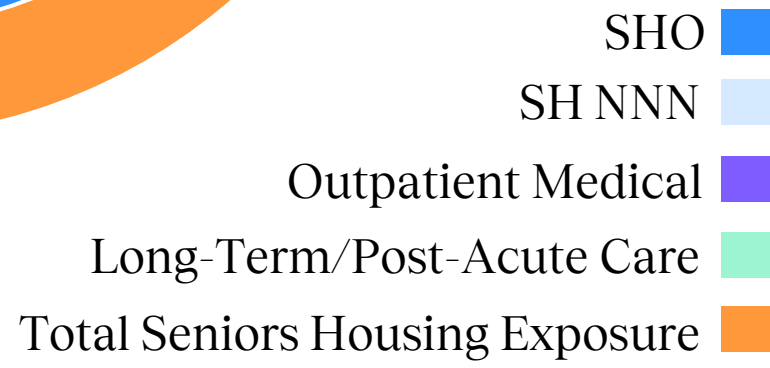 SHO
SH NNN
Outpatient Medical
Long-Term/Post-Acute Care
Total Seniors Housing Exposure